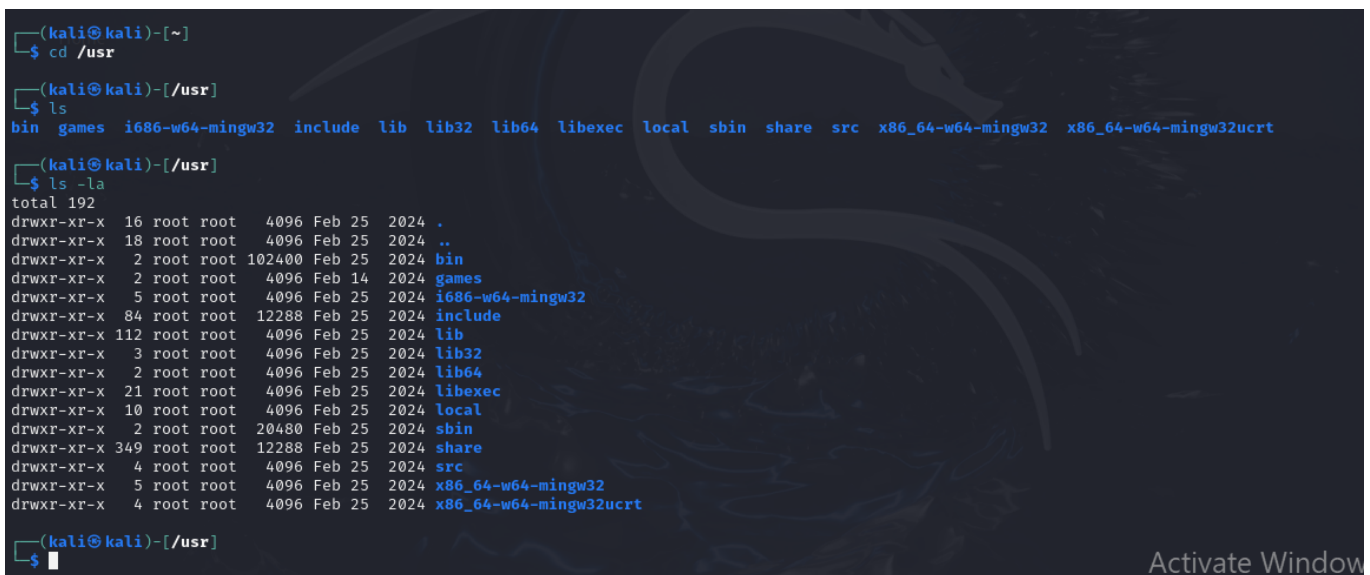 ┌──(kali㉿kali)-[~]
└─$ cd /usr
┌──(kali㉿kali)-[/usr]
└─$ ls
bin  games  i686-w64-mingw32  include  lib  lib32  lib64  libexec  local  sbin  share  src  x86_64-w64-mingw32  x86_64-w64-mingw32ucrt
┌──(kali㉿kali)-[/usr]
└─$ ls -la
total 192
drwxr-xr-x  16 root root   4096 Feb 25  2024 .
drwxr-xr-x  18 root root   4096 Feb 25  2024 ..
drwxr-xr-x   2 root root 102400 Feb 25  2024 bin
drwxr-xr-x   2 root root   4096 Feb 14  2024 games
drwxr-xr-x   5 root root   4096 Feb 25  2024 i686-w64-mingw32
drwxr-xr-x  84 root root  12288 Feb 25  2024 include
drwxr-xr-x 112 root root   4096 Feb 25  2024 lib
drwxr-xr-x   3 root root   4096 Feb 25  2024 lib32
drwxr-xr-x   2 root root   4096 Feb 25  2024 lib64
drwxr-xr-x  21 root root   4096 Feb 25  2024 libexec
drwxr-xr-x  10 root root   4096 Feb 25  2024 local
drwxr-xr-x   2 root root  20480 Feb 25  2024 sbin
drwxr-xr-x 349 root root  12288 Feb 25  2024 share
drwxr-xr-x   4 root root   4096 Feb 25  2024 src
drwxr-xr-x   5 root root   4096 Feb 25  2024 x86_64-w64-mingw32
drwxr-xr-x   4 root root   4096 Feb 25  2024 x86_64-w64-mingw32ucrt
┌──(kali㉿kali)-[/usr]
└─$
Activate Window